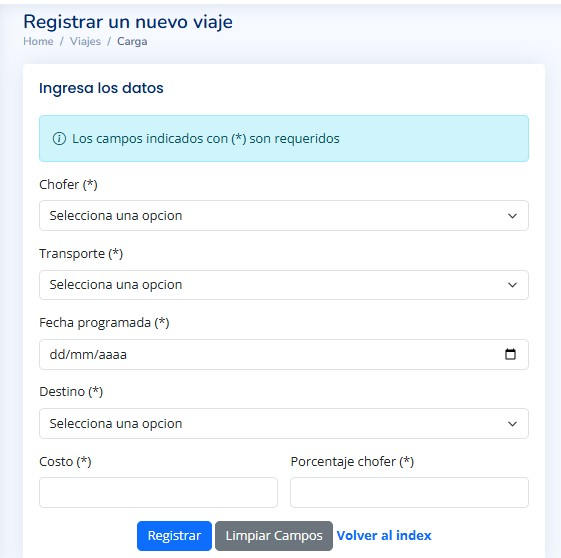 Registrar un nuevo viaje
Home / Viajes / Carga
Ingresa los datos
Los campos indicados con (*) son requeridos
Chofer (*)
Selecciona una opcion
Transporte (*)
Selecciona una opcion
Fecha programada (*)
dd/mm/aaaa
Destino (*)
Selecciona una opcion
Costo (*) Porcentaje chofer (*)
Registrar Limpiar Campos Volver al index